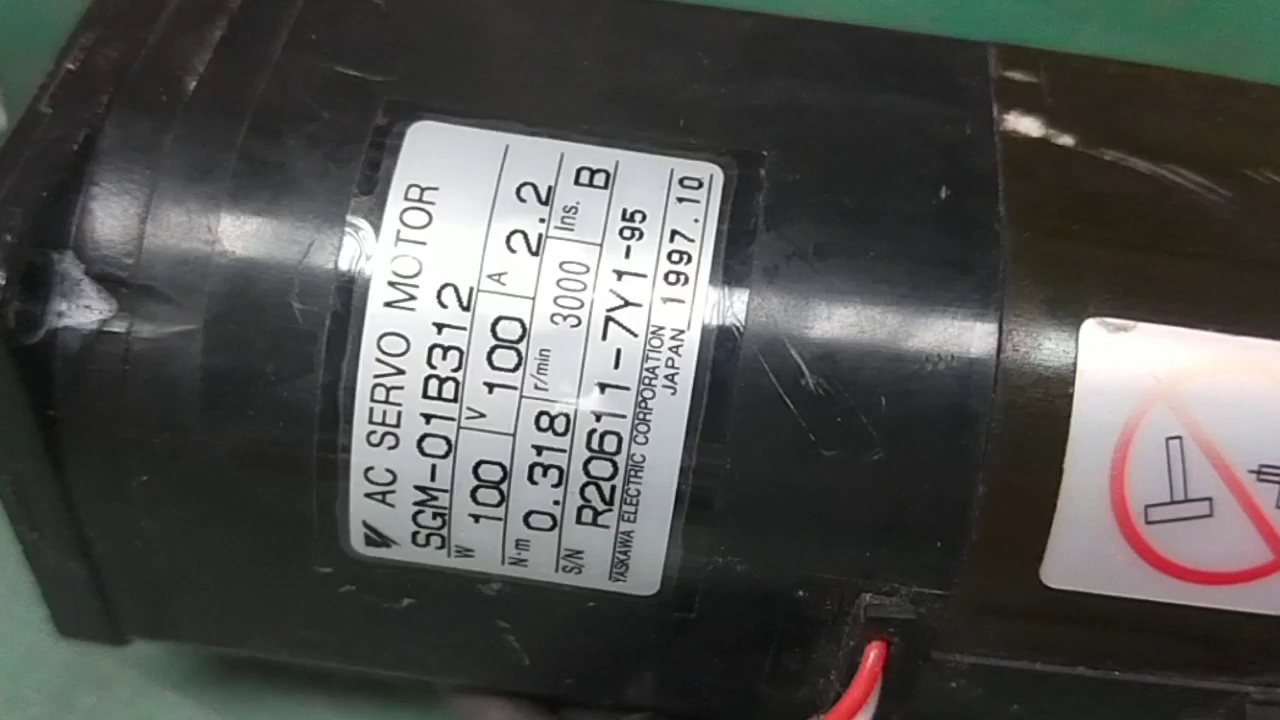 AC SERVO MOTOR
SGM-01B312
W 100 V 100 A 2.2
N·m 0.318 r/min 3000 Ins. B
S/N R20611-7Y1-95
YASKAWA ELECTRIC CORPORATION
JAPAN 1997.10